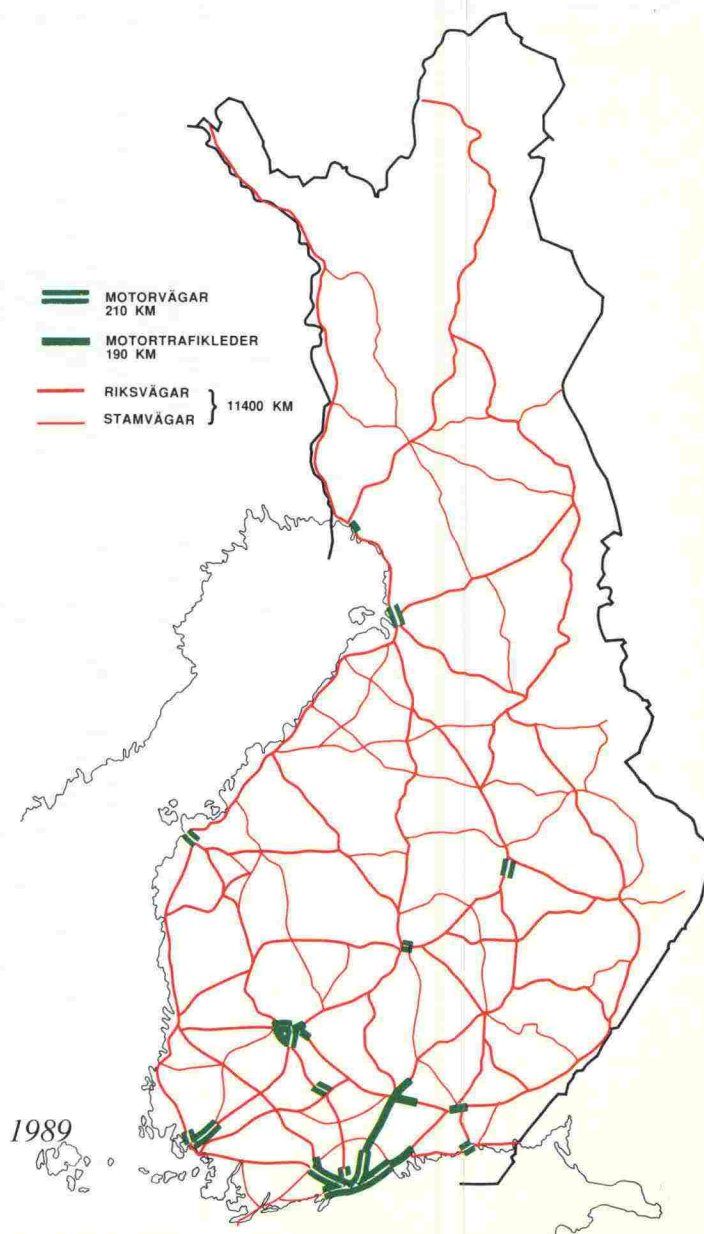 MOTORVÄGAR
210 KM
MOTORTRAFIKLEDER
190 KM
RIKSVÄGAR
11400 KM
STAMVÄGAR
1989